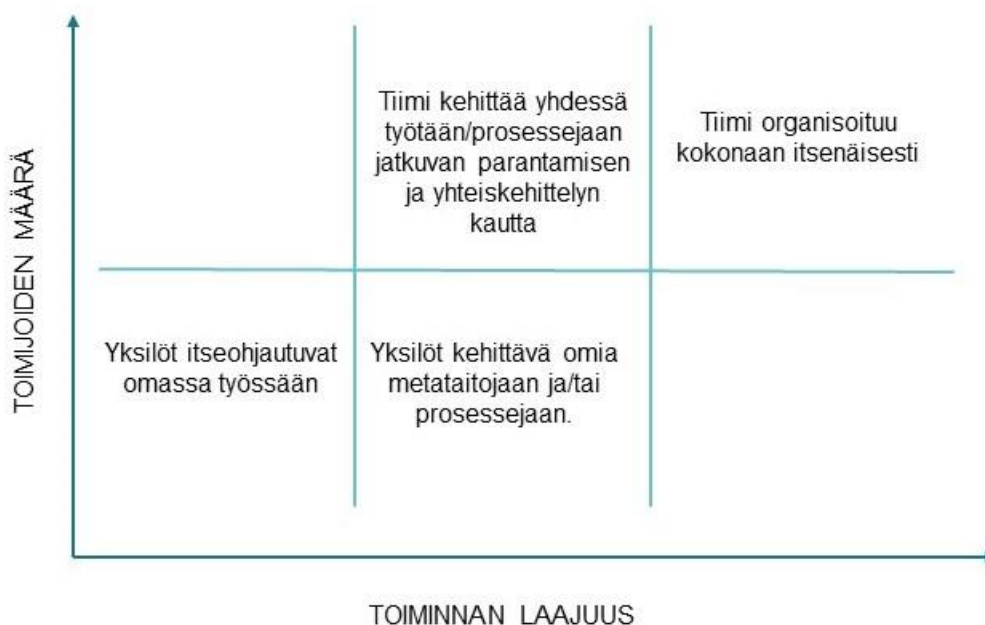 TOIMIJOIDEN MÄÄRÄ
Tiimi kehittää yhdessä
työtään/prosessejaan
jatkuvan parantamisen
ja yhteiskehittelyn
kautta
Tiimi organisoituu
kokonaan itsenäisesti
Yksilöt itseohjautuvat
omassa työssään
Yksilöt kehittävä omia
metataitojaan ja/tai
prosessejaan.
TOIMINNAN LAAJUUS